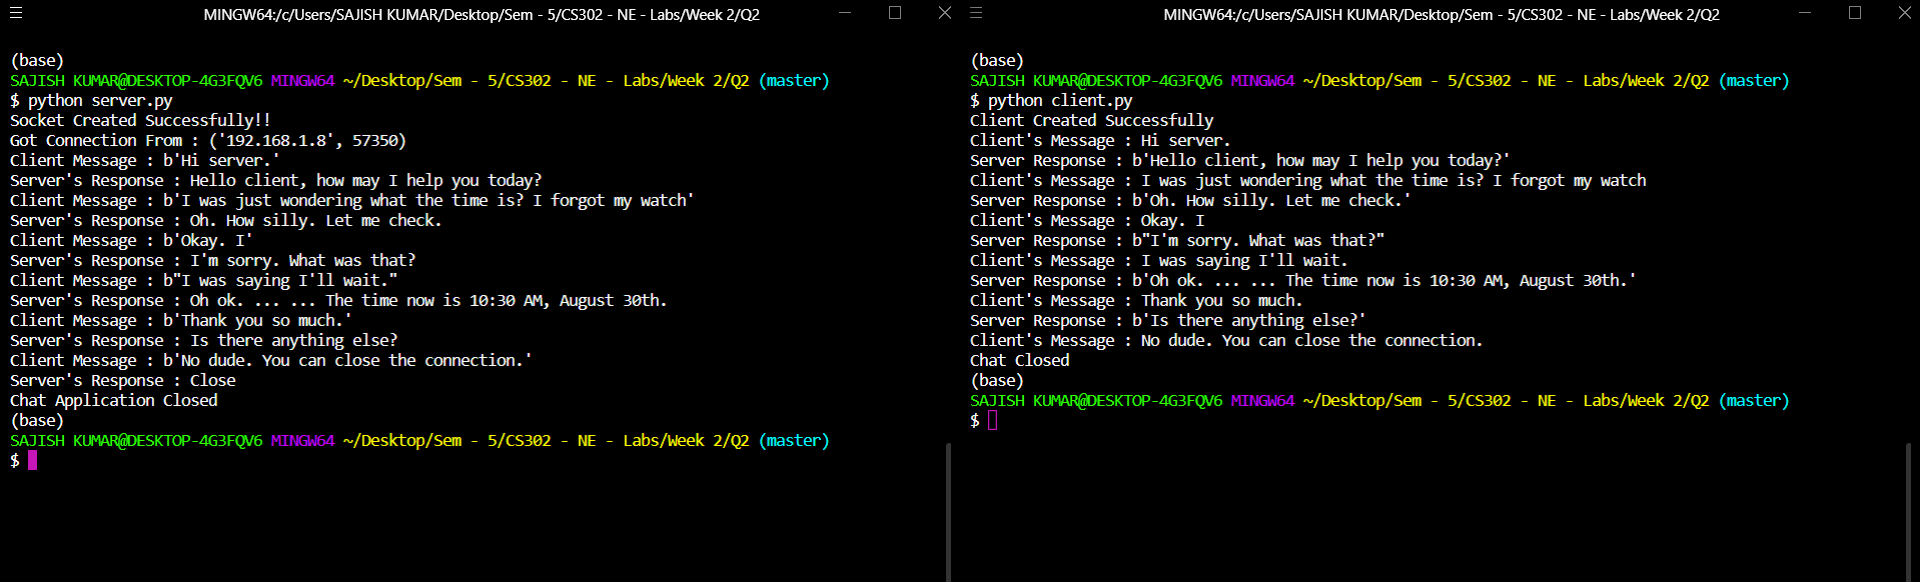 MINGW64:/c/Users/SAJISH KUMAR/Desktop/Sem - 5/CS302 - NE - Labs/Week 2/Q2
(base)
SAJISH KUMAR@DESKTOP-4G3FQV6 MINGW64 ~/Desktop/Sem - 5/CS302 - NE - Labs/Week 2/Q2 (master)
$ python server.py
Socket Created Successfully!!
Got Connection From : ('192.168.1.8', 57350)
Client Message : b'Hi server.'
Server's Response : Hello client, how may I help you today?
Client Message : b'I was just wondering what the time is? I forgot my watch'
Server's Response : Oh. How silly. Let me check.
Client Message : b'Okay. I'
Server's Response : I'm sorry. What was that?
Client Message : b"I was saying I'll wait."
Server's Response : Oh ok. ... ... The time now is 10:30 AM, August 30th.
Client Message : b'Thank you so much.'
Server's Response : Is there anything else?
Client Message : b'No dude. You can close the connection.'
Server's Response : Close
Chat Application Closed
(base)
SAJISH KUMAR@DESKTOP-4G3FQV6 MINGW64 ~/Desktop/Sem - 5/CS302 - NE - Labs/Week 2/Q2 (master)
$
MINGW64:/c/Users/SAJISH KUMAR/Desktop/Sem - 5/CS302 - NE - Labs/Week 2/Q2
(base)
SAJISH KUMAR@DESKTOP-4G3FQV6 MINGW64 ~/Desktop/Sem - 5/CS302 - NE - Labs/Week 2/Q2 (master)
$ python client.py
Client Created Successfully
Client's Message : Hi server.
Server Response : b'Hello client, how may I help you today?'
Client's Message : I was just wondering what the time is? I forgot my watch
Server Response : b'Oh. How silly. Let me check.'
Client's Message : Okay. I
Server Response : b"I'm sorry. What was that?"
Client's Message : I was saying I'll wait.
Server Response : b'Oh ok. ... ... The time now is 10:30 AM, August 30th.'
Client's Message : Thank you so much.
Server Response : b'Is there anything else?'
Client's Message : No dude. You can close the connection.
Chat Closed
(base)
SAJISH KUMAR@DESKTOP-4G3FQV6 MINGW64 ~/Desktop/Sem - 5/CS302 - NE - Labs/Week 2/Q2 (master)
$